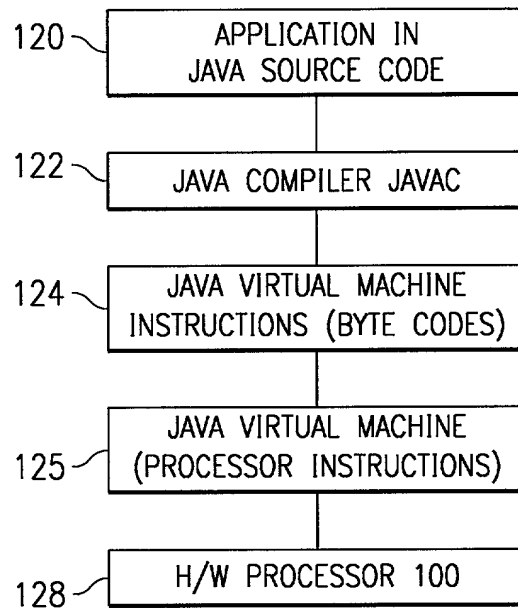 120
APPLICATION IN
JAVA SOURCE CODE
122
JAVA COMPILER JAVAC
124
JAVA VIRTUAL MACHINE
INSTRUCTIONS (BYTE CODES)
125
JAVA VIRTUAL MACHINE
(PROCESSOR INSTRUCTIONS)
128
H/W PROCESSOR 100